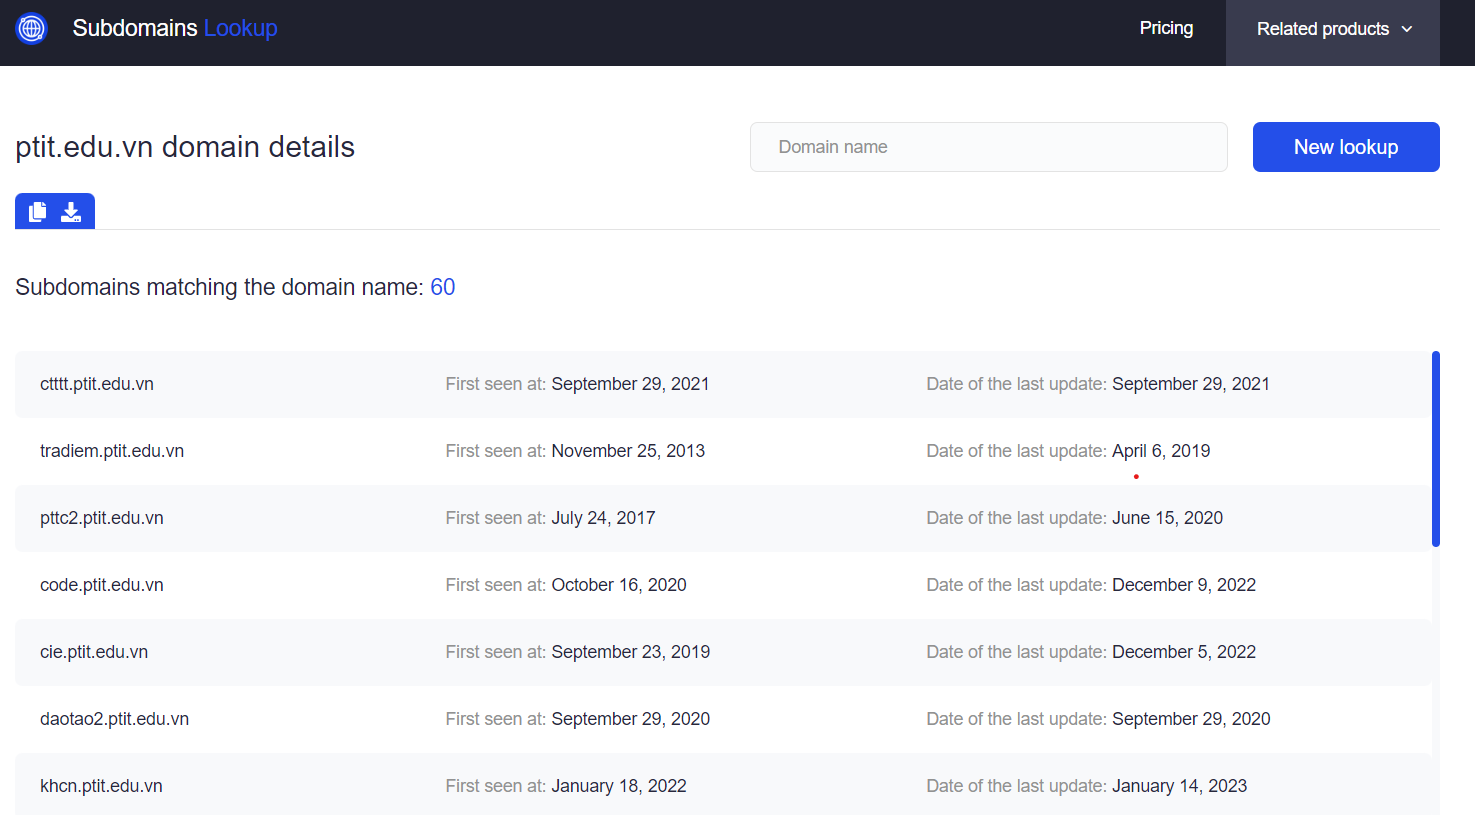 Subdomains Lookup
Pricing
Related products
ptit.edu.vn domain details
Domain name
New lookup
Subdomains matching the domain name: 60
ctttt.ptit.edu.vn First seen at: September 29, 2021 Date of the last update: September 29, 2021
tradiem.ptit.edu.vn First seen at: November 25, 2013 Date of the last update: April 6, 2019
pttc2.ptit.edu.vn First seen at: July 24, 2017 Date of the last update: June 15, 2020
code.ptit.edu.vn First seen at: October 16, 2020 Date of the last update: December 9, 2022
cie.ptit.edu.vn First seen at: September 23, 2019 Date of the last update: December 5, 2022
daotao2.ptit.edu.vn First seen at: September 29, 2020 Date of the last update: September 29, 2020
khcn.ptit.edu.vn First seen at: January 18, 2022 Date of the last update: January 14, 2023